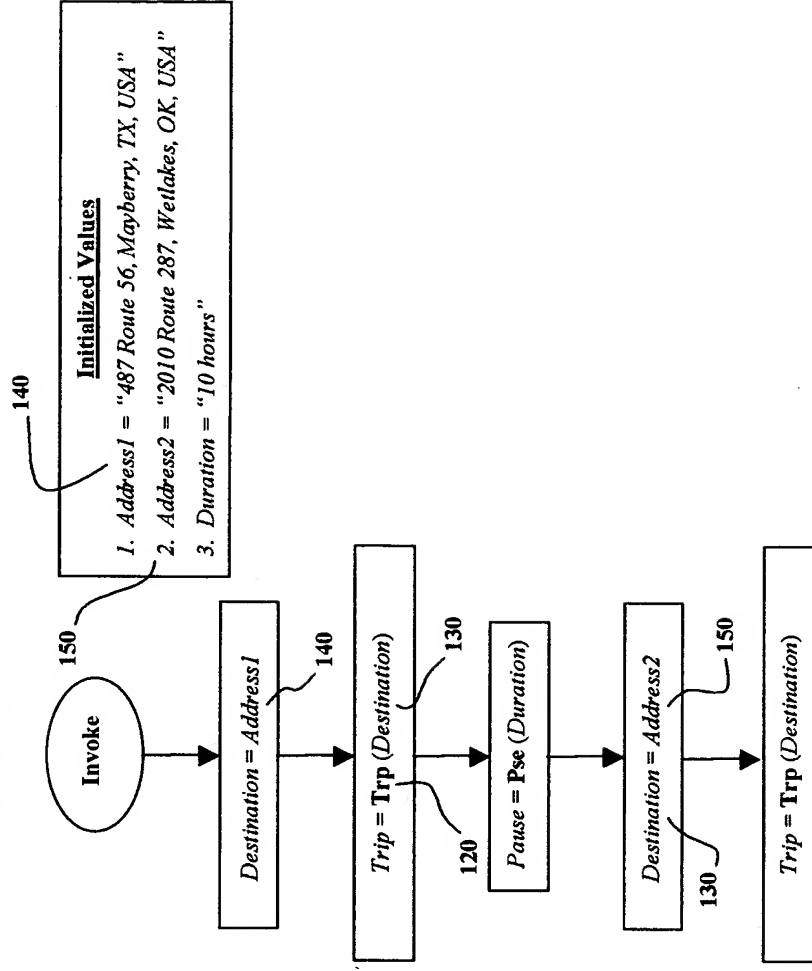 140
Initialized Values
1. Address1 = "487 Route 56, Mayberry, TX, USA"
150
2. Address2 = "2010 Route 287, Wetlakes, OK, USA"
3. Duration = "10 hours"
Invoke
Destination = Address1
140
Trip = Trp (Destination)
130
120
Pause = Pse (Duration)
Destination = Address2
150
130
Trip = Trp (Destination)